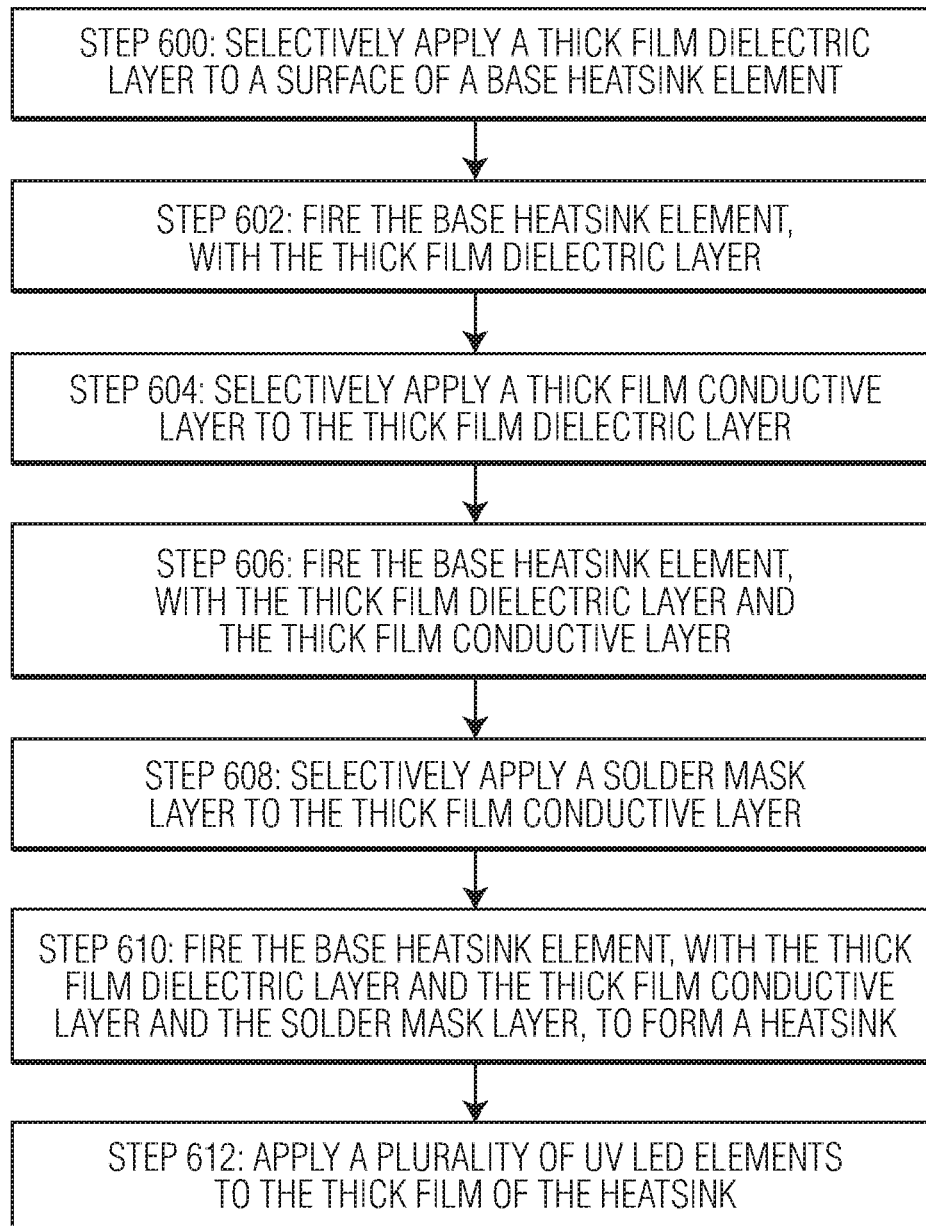 STEP 600: SELECTIVELY APPLY A THICK FILM DIELECTRIC
LAYER TO A SURFACE OF A BASE HEATSINK ELEMENT
STEP 602: FIRE THE BASE HEATSINK ELEMENT,
WITH THE THICK FILM DIELECTRIC LAYER
STEP 604: SELECTIVELY APPLY A THICK FILM CONDUCTIVE
LAYER TO THE THICK FILM DIELECTRIC LAYER
STEP 606: FIRE THE BASE HEATSINK ELEMENT,
WITH THE THICK FILM DIELECTRIC LAYER AND
THE THICK FILM CONDUCTIVE LAYER
STEP 608: SELECTIVELY APPLY A SOLDER MASK
LAYER TO THE THICK FILM CONDUCTIVE LAYER
STEP 610: FIRE THE BASE HEATSINK ELEMENT, WITH THE THICK
FILM DIELECTRIC LAYER AND THE THICK FILM CONDUCTIVE
LAYER AND THE SOLDER MASK LAYER, TO FORM A HEATSINK
STEP 612: APPLY A PLURALITY OF UV LED ELEMENTS
TO THE THICK FILM OF THE HEATSINK